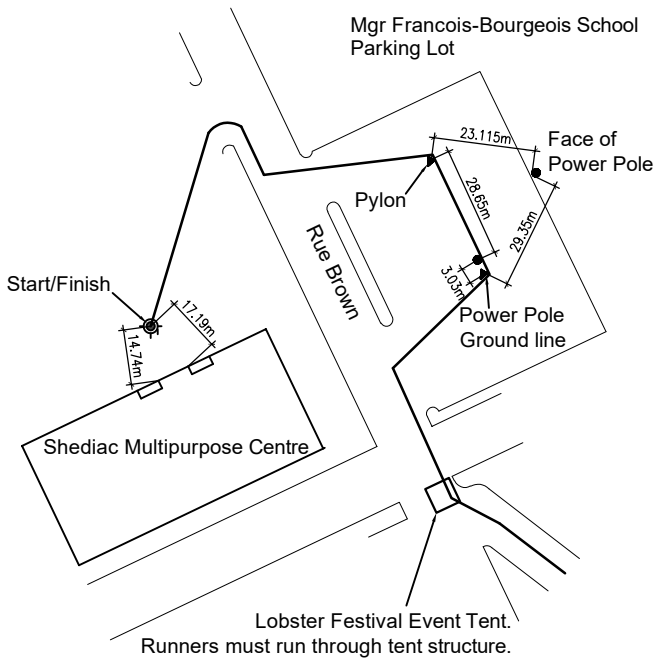 Mgr Francois-Bourgeois School
Parking Lot
23.115m
Face of
Power Pole
Pylon
28.65m
29.35m
Rue Brown
3.03m
Start/Finish
17.19m
14.74m
Power Pole
Ground line
Shediac Multipurpose Centre
Lobster Festival Event Tent.
Runners must run through tent structure.